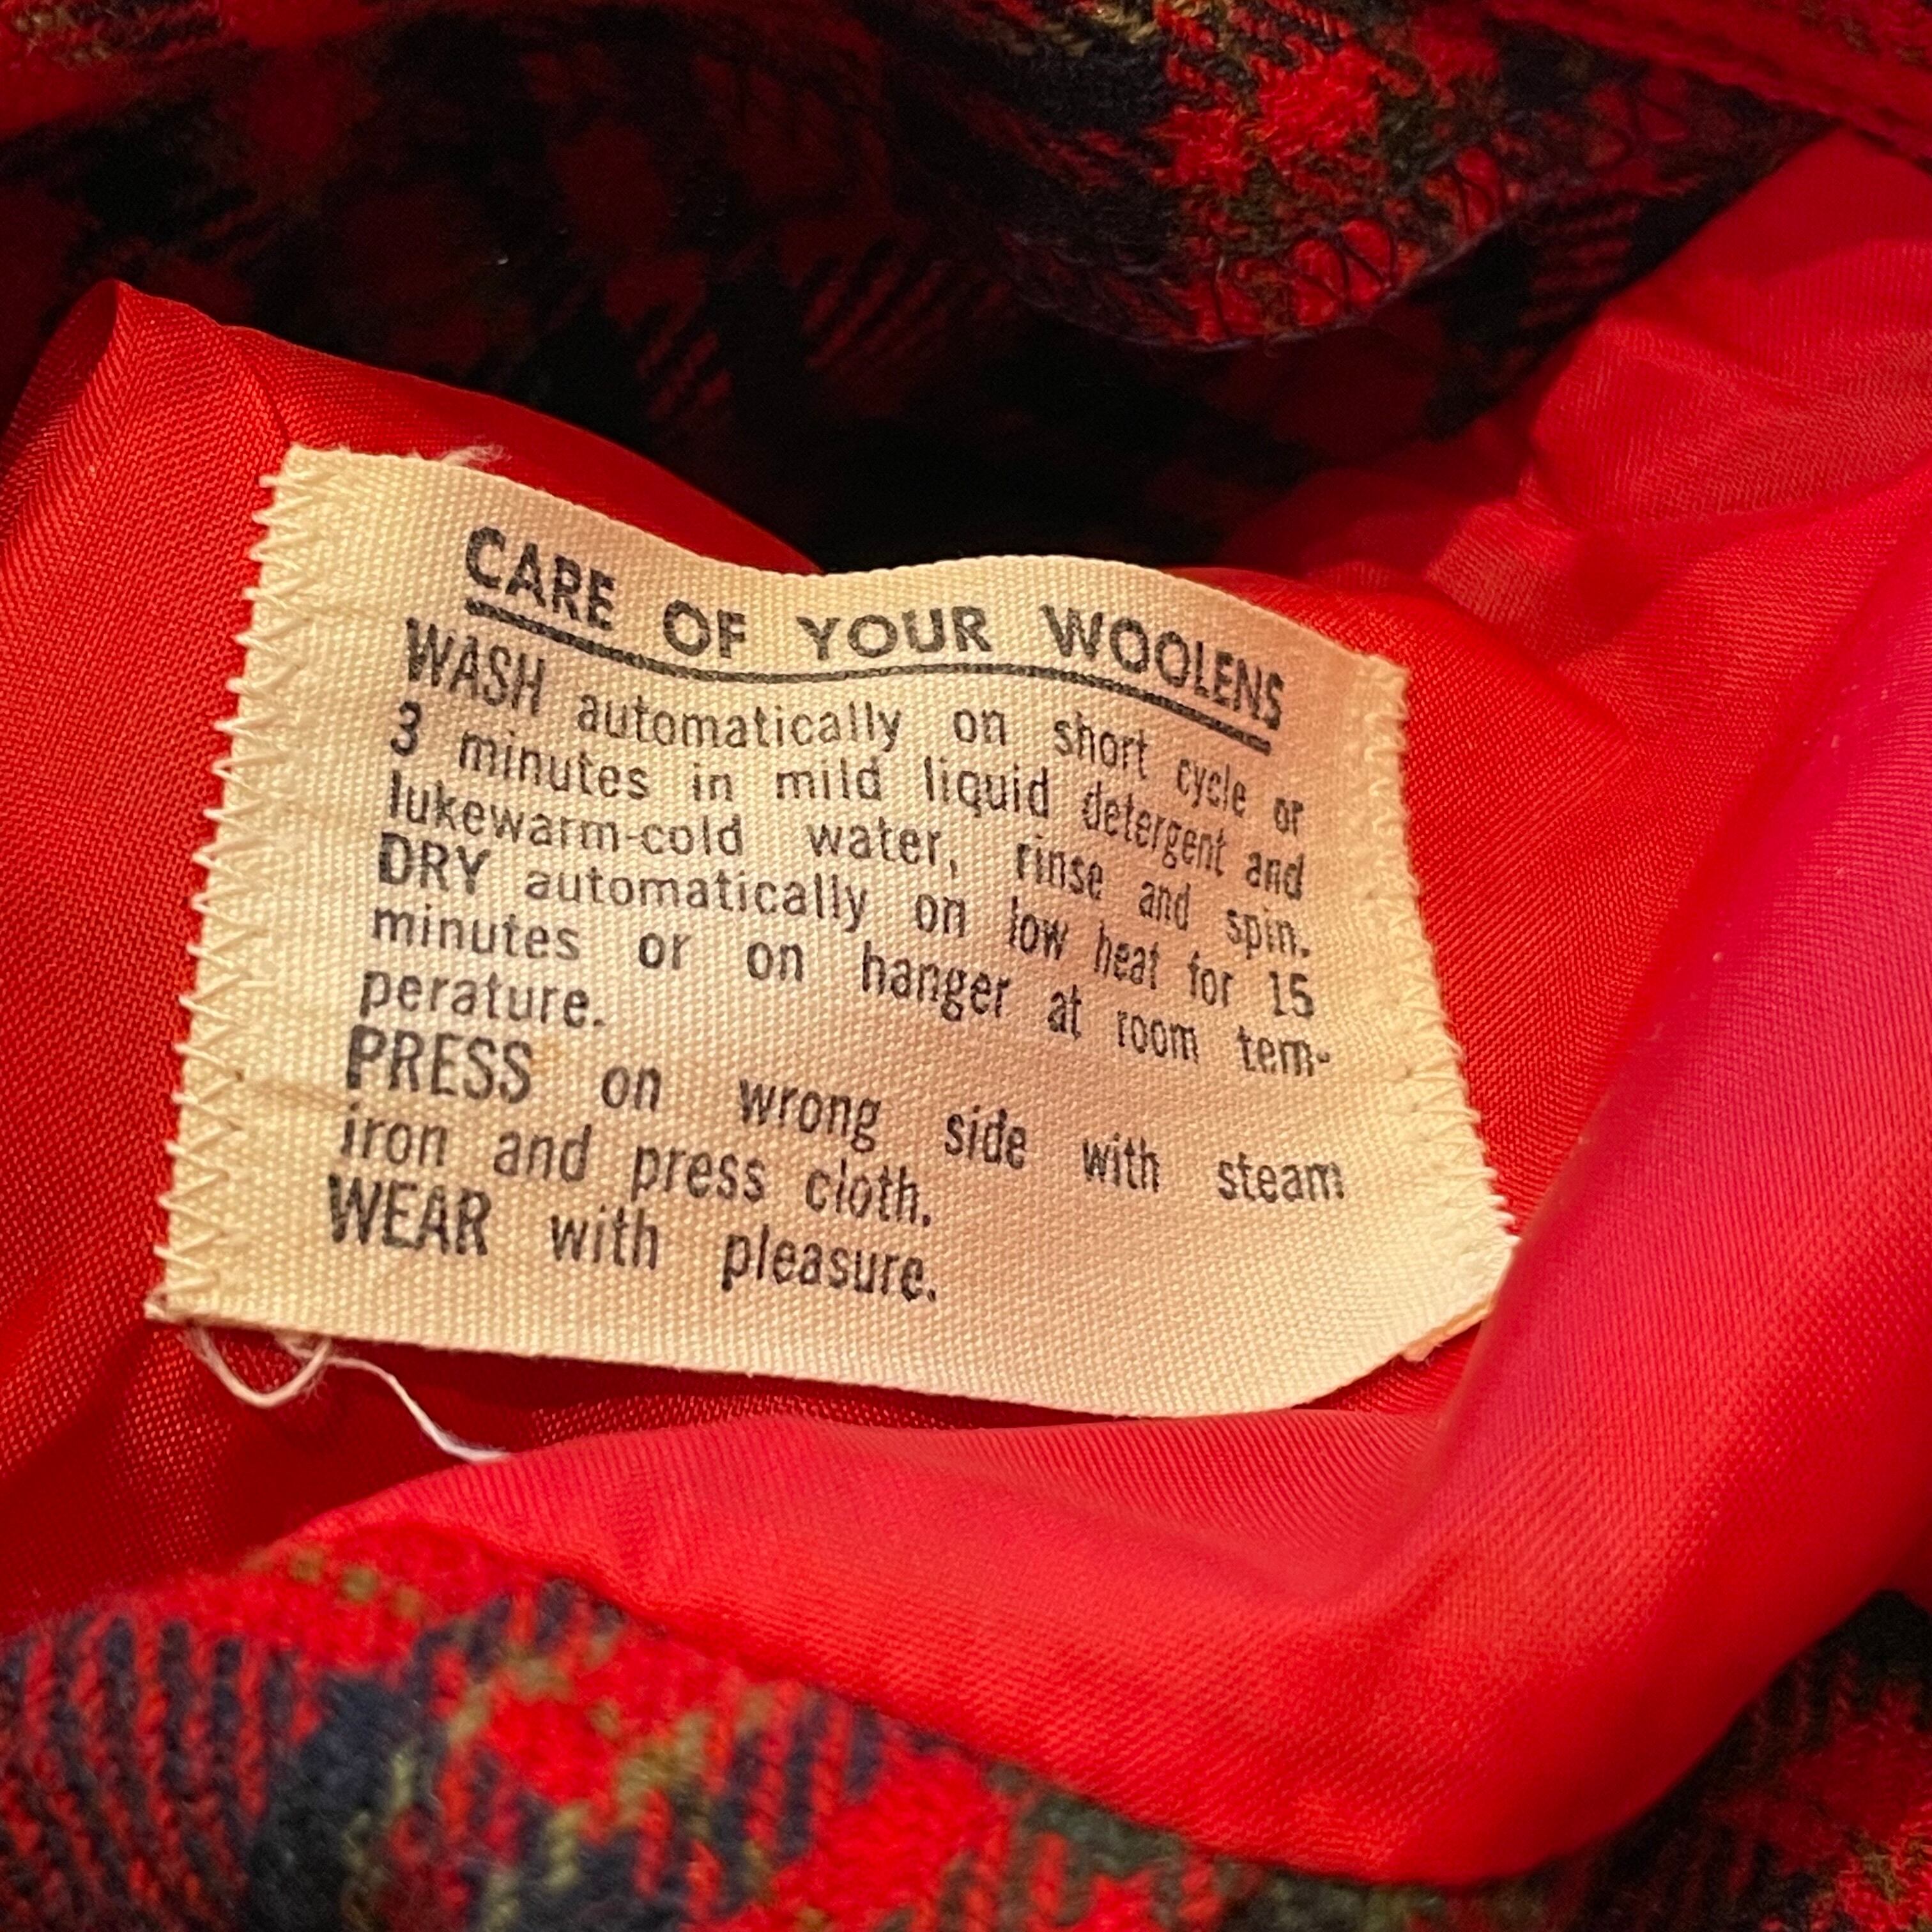 CARE OF YOUR WOOLENS
WASH automatically on short cycle or
3 minutes in mild liquid detergent and
lukewarm-cold water, rinse and spin.
DRY automatically on low heat for 15
minutes or on hanger at room tem-
perature.
PRESS on wrong side with steam
iron and press cloth.
WEAR with pleasure.